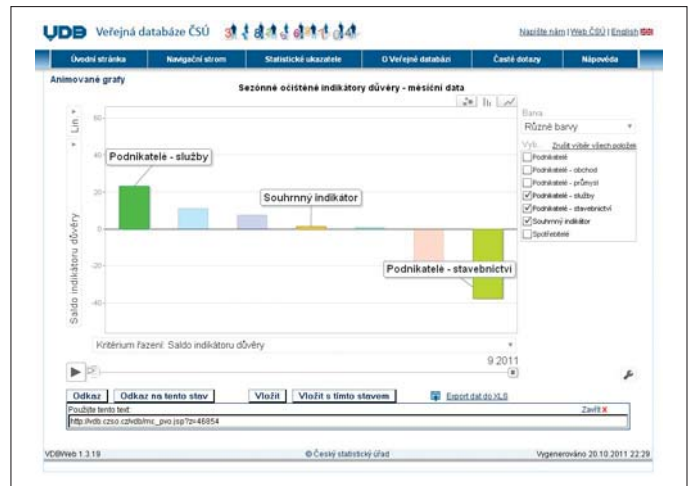 UDB Veřejná databáze ČSÚ
Napište nám | Web ČSÚ | English
Úvodní stránka Navigační strom Statistické ukazatele O Veřejné databázi Časté dotazy Nápověda
Animované grafy
Sezónně očištěné indikátory důvěry - měsíční data
Lin.
Saldo indikátoru důvěry
60
40
20
0
-20
-40
Podnikatelé - služby
Souhrnný indikátor
Podnikatelé - stavebnictví
Barva
Různé barvy
Vyb. Zrušit výběr všech položek
Podnikatelé
Podnikatelé - obchod
Podnikatelé - průmysl
Podnikatelé - služby
Podnikatelé - stavebnictví
Souhrnný indikátor
Spotřebitelé
Kritérium řazení: Saldo indikátoru důvěry
9 2011
Odkaz Odkaz na tento stav Vložit Vložit s tímto stavem Export dat do XLS
Použijte tento text: Zavřít X
http://vdb.czso.cz/vdb/mc_pvo.jsp?z=46854
VDBWeb 1.3.19 © Český statistický úřad Vygenerováno 20.10.2011 22:29